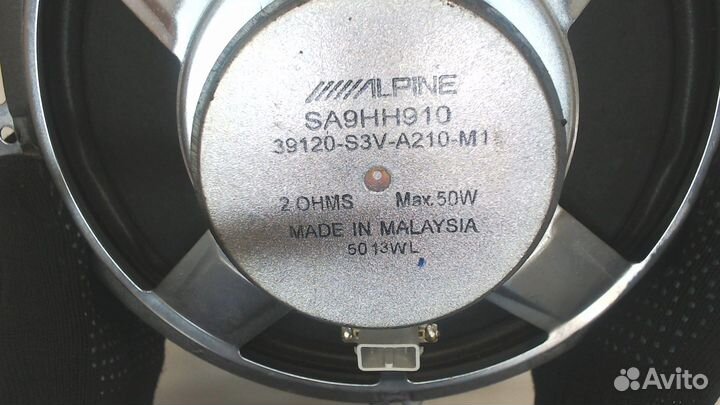 ALPINE
SA9HH910
39120-S3V-A210-M1
2 OHMS Max.50W
MADE IN MALAYSIA
5013WL
Avito